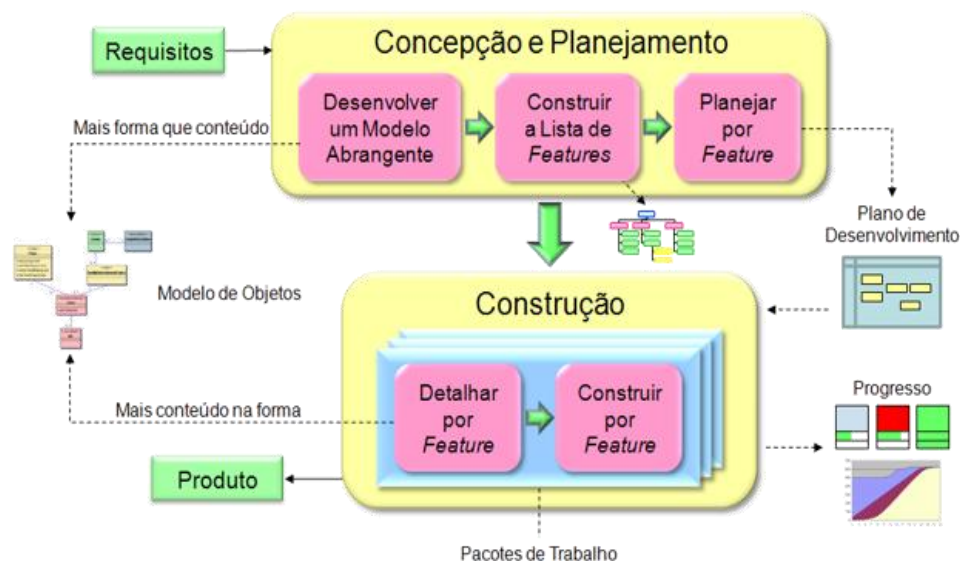 Requisitos
Concepção e Planejamento
Desenvolver
um Modelo
Abrangente
Construir
a Lista de
Features
Planejar
por
Feature
Mais forma que conteúdo
Plano de
Desenvolvimento
Modelo de Objetos
Construção
Detalhar
por
Feature
Construir
por
Feature
Mais conteúdo na forma
Progresso
Produto
Pacotes de Trabalho